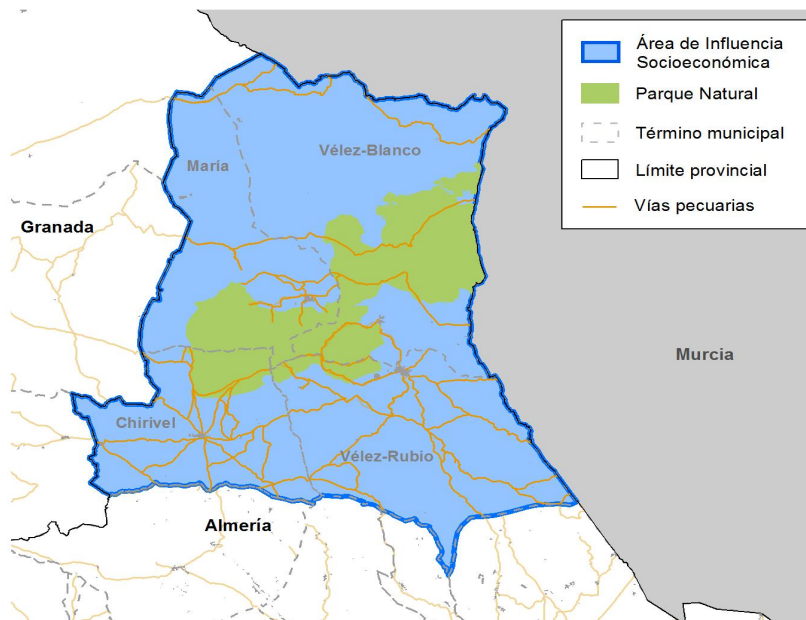 Área de Influencia
Socioeconómica
Parque Natural
Término municipal
Límite provincial
Vías pecuarias
Vélez-Blanco
María
Granada
Murcia
Chirivel
Vélez-Rubio
Almería